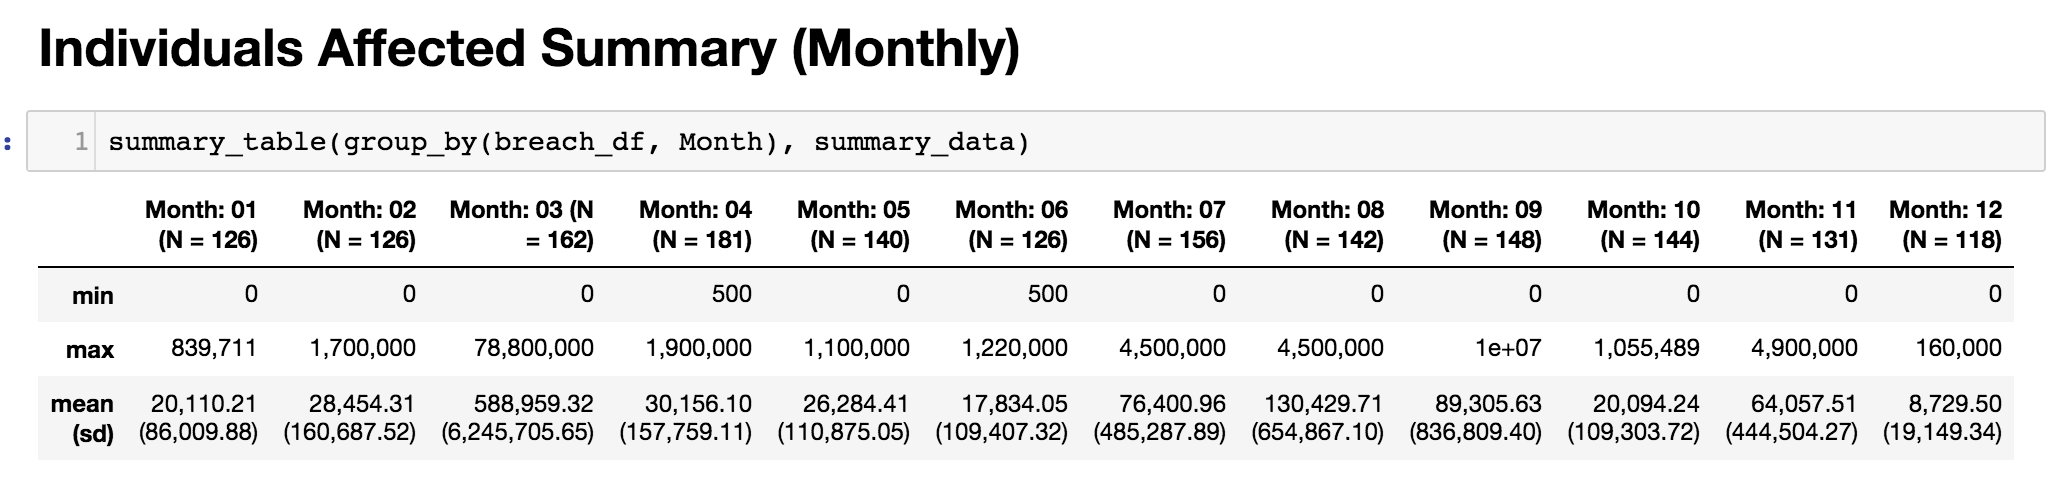 Individuals Affected Summary (Monthly)
: 1 summary_table(group_by(breach_df, Month), summary_data)
Month: 01 Month: 02 Month: 03 (N Month: 04 Month: 05 Month: 06 Month: 07 Month: 08 Month: 09 Month: 10 Month: 11 Month: 12
(N = 126) (N = 126) = 162) (N = 181) (N = 140) (N = 126) (N = 156) (N = 142) (N = 148) (N = 144) (N = 131) (N = 118)
min 0 0 0 500 0 500 0 0 0 0 0 0
max 839,711 1,700,000 78,800,000 1,900,000 1,100,000 1,220,000 4,500,000 4,500,000 1e+07 1,055,489 4,900,000 160,000
mean 20,110.21 28,454.31 588,959.32 30,156.10 26,284.41 17,834.05 76,400.96 130,429.71 89,305.63 20,094.24 64,057.51 8,729.50
(sd) (86,009.88) (160,687.52) (6,245,705.65) (157,759.11) (110,875.05) (109,407.32) (485,287.89) (654,867.10) (836,809.40) (109,303.72) (444,504.27) (19,149.34)